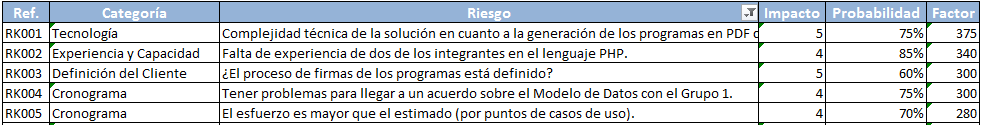 Ref. Categoría Riesgo Impacto Probabilidad Factor
RK001 Tecnología Complejidad técnica de la solución en cuanto a la generación de los programas en PDF 5 75% 375
RK002 Experiencia y Capacidad Falta de experiencia de dos de los integrantes en el lenguaje PHP. 4 85% 340
RK003 Definición del Cliente ¿El proceso de firmas de los programas está definido? 5 60% 300
RK004 Cronograma Tener problemas para llegar a un acuerdo sobre el Modelo de Datos con el Grupo 1. 4 75% 300
RK005 Cronograma El esfuerzo es mayor que el estimado (por puntos de casos de uso). 4 70% 280